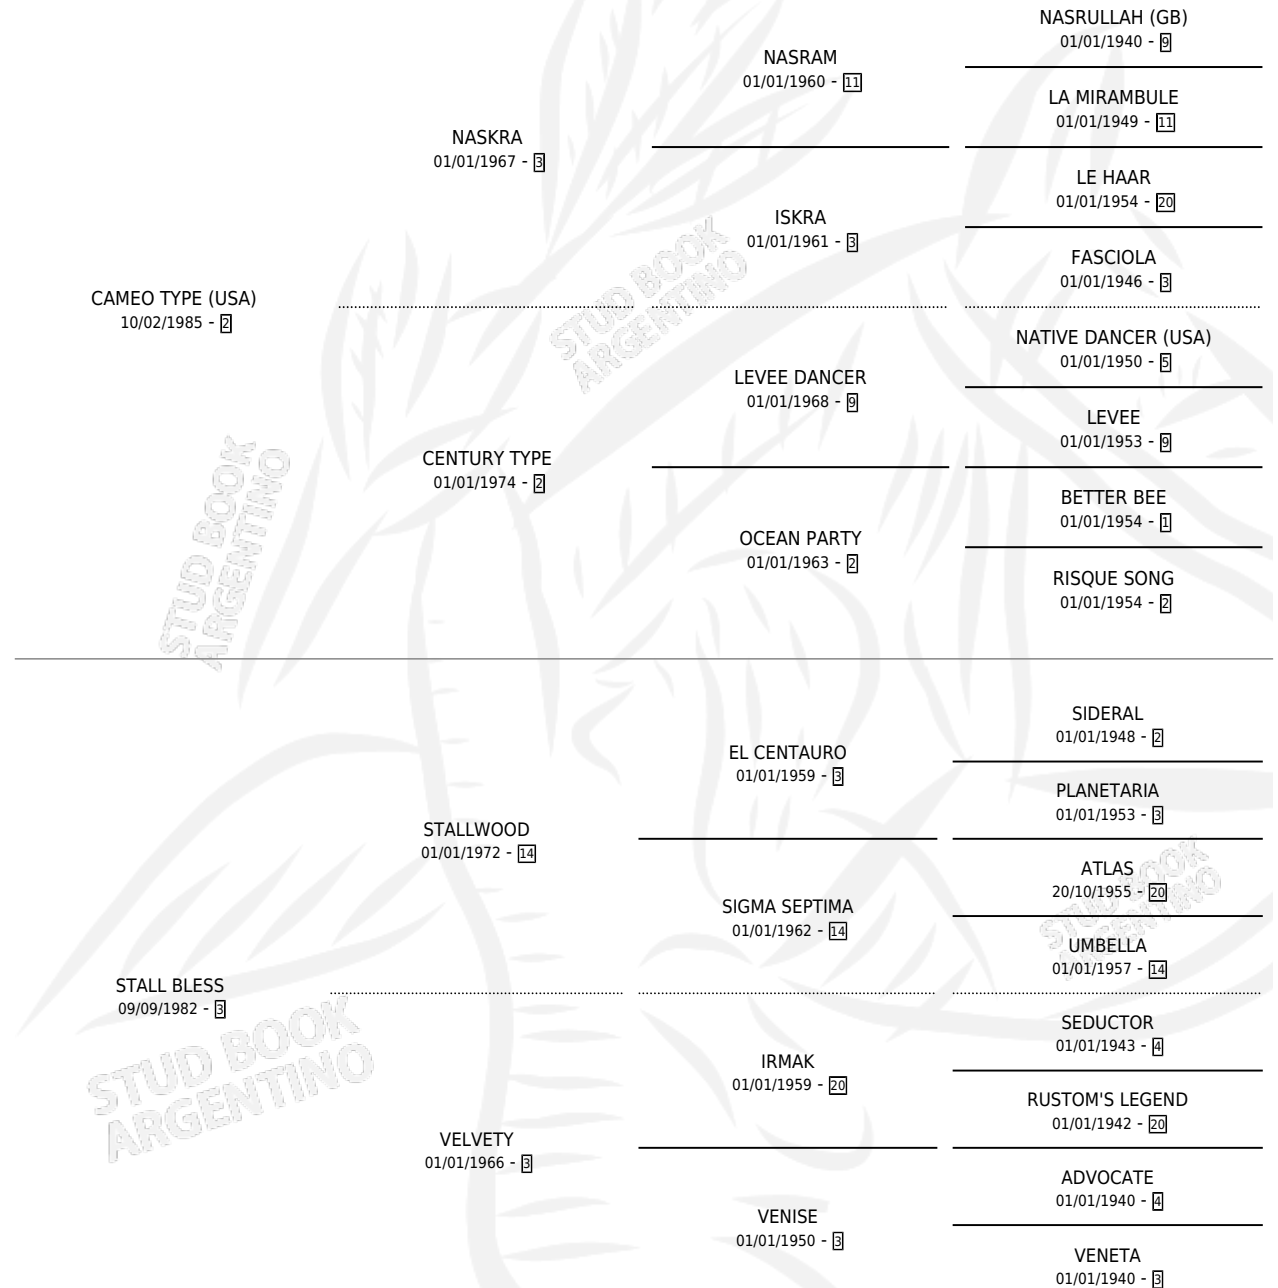 NASRULLAH (GB)
01/01/1940 - 9
NASRAM
01/01/1960 - 11
LA MIRAMBULE
01/01/1949 - 11
NASKRA
01/01/1967 - 3
LE HAAR
01/01/1954 - 20
ISKRA
01/01/1961 - 3
FASCIOLA
01/01/1946 - 3
CAMEO TYPE (USA)
10/02/1985 - 2
NATIVE DANCER (USA)
01/01/1950 - 5
LEVEE DANCER
01/01/1968 - 9
LEVEE
01/01/1953 - 9
CENTURY TYPE
01/01/1974 - 2
BETTER BEE
01/01/1954 - 1
OCEAN PARTY
01/01/1963 - 2
RISQUE SONG
01/01/1954 - 2
SIDERAL
01/01/1948 - 2
EL CENTAURO
01/01/1959 - 3
PLANETARIA
01/01/1953 - 3
STALLWOOD
01/01/1972 - 14
ATLAS
20/10/1955 - 20
SIGMA SEPTIMA
01/01/1962 - 14
UMBELLA
01/01/1957 - 14
STALL BLESS
09/09/1982 - 3
SEDUCTOR
01/01/1943 - 4
IRMAK
01/01/1959 - 20
RUSTOM'S LEGEND
01/01/1942 - 20
VELVETY
01/01/1966 - 3
ADVOCATE
01/01/1940 - 4
VENISE
01/01/1950 - 3
VENETA
01/01/1940 - 3
STUD BOOK
ARGENTINO
STUD BOOK
ARGENTINO
STUD BOOK
ARGENTINO
STUD BOOK
ARGENTINO